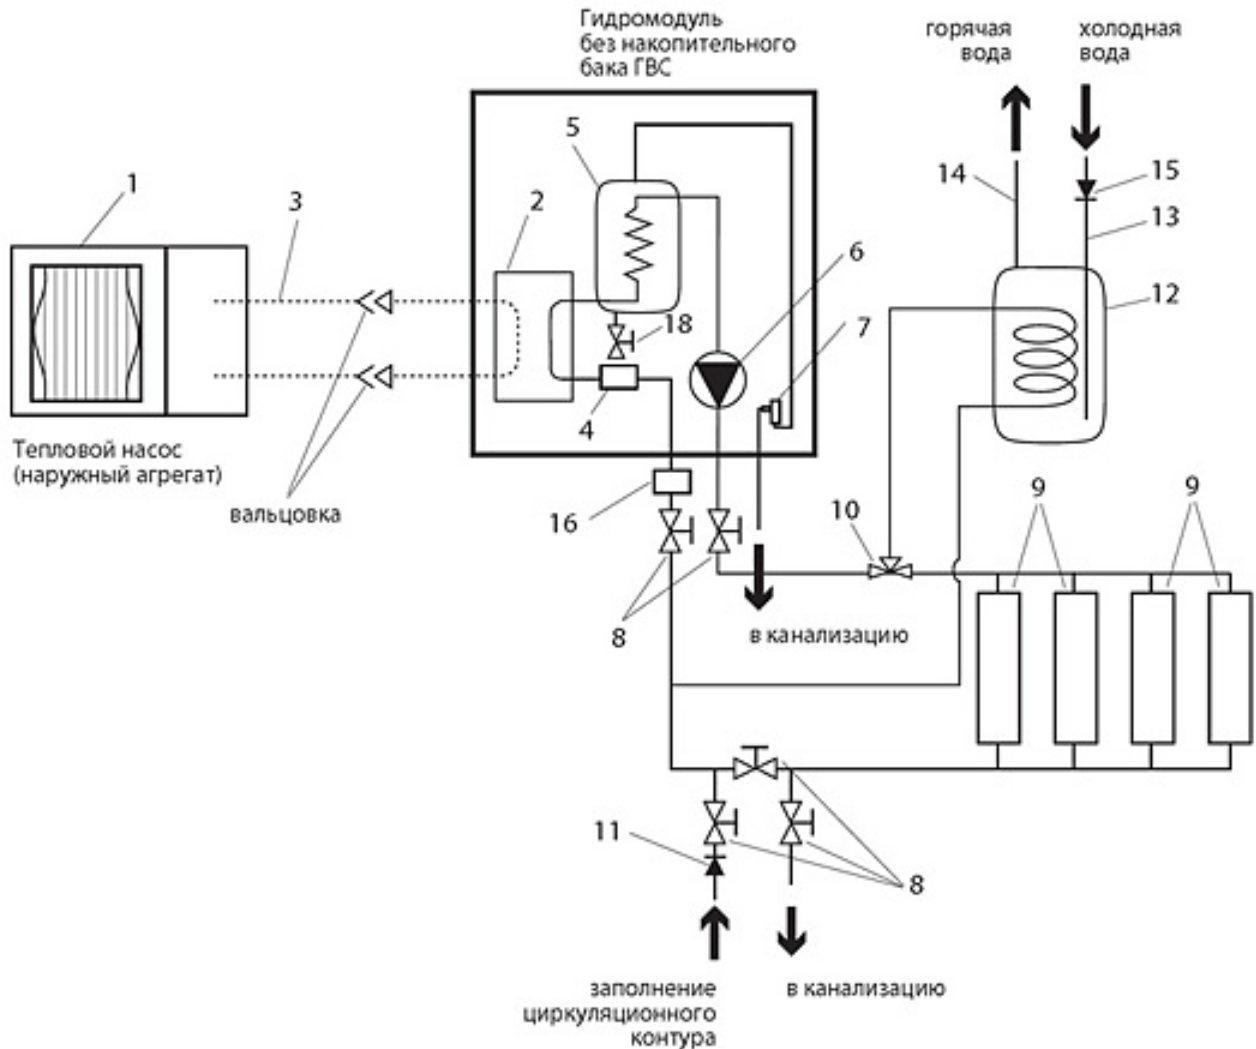 Гидромодуль
без накопительного
бака ГВС
горячая
вода
холодная
вода
5
14
15
1
3
2
13
6
12
18
7
4
Тепловой насос
(наружный агрегат)
вальцовка
16
10
9
9
8
в канализацию
11
8
заполнение
циркуляционного
контура
в канализацию